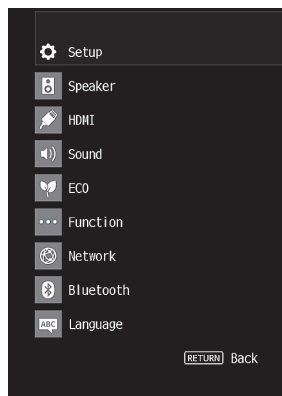 Setup
Speaker
HDMI
Sound
ECO
Function
Network
Bluetooth
ABC Language
RETURN Back